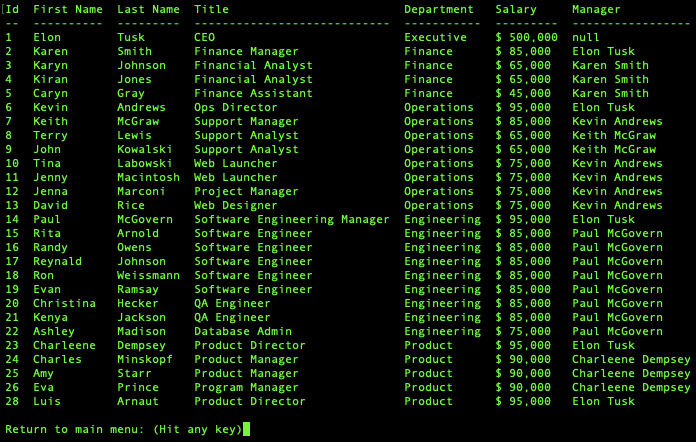 Id  First Name  Last Name  Title                         Department   Salary     Manager
--  ----------  ---------  ----------------------------  -----------  ---------  -----------------
1   Elon        Tusk       CEO                           Executive    $ 500,000  null
2   Karen       Smith      Finance Manager               Finance      $ 85,000   Elon Tusk
3   Karyn       Johnson    Financial Analyst             Finance      $ 65,000   Karen Smith
4   Kiran       Jones      Financial Analyst             Finance      $ 65,000   Karen Smith
5   Caryn       Gray       Finance Assistant             Finance      $ 45,000   Karen Smith
6   Kevin       Andrews    Ops Director                  Operations   $ 95,000   Elon Tusk
7   Keith       McGraw     Support Manager               Operations   $ 85,000   Kevin Andrews
8   Terry       Lewis      Support Analyst               Operations   $ 65,000   Keith McGraw
9   John        Kowalski   Support Analyst               Operations   $ 65,000   Keith McGraw
10  Tina        Labowski   Web Launcher                  Operations   $ 75,000   Kevin Andrews
11  Jenny       Macintosh  Web Launcher                  Operations   $ 75,000   Kevin Andrews
12  Jenna       Marconi    Project Manager               Operations   $ 75,000   Kevin Andrews
13  David       Rice       Web Designer                  Operations   $ 75,000   Kevin Andrews
14  Paul        McGovern   Software Engineering Manager  Engineering  $ 95,000   Elon Tusk
15  Rita        Arnold     Software Engineer             Engineering  $ 85,000   Paul McGovern
16  Randy       Owens      Software Engineer             Engineering  $ 85,000   Paul McGovern
17  Reynald     Johnson    Software Engineer             Engineering  $ 85,000   Paul McGovern
18  Ron         Weissmann  Software Engineer             Engineering  $ 85,000   Paul McGovern
19  Evan        Ramsay     Software Engineer             Engineering  $ 85,000   Paul McGovern
20  Christina   Hecker     QA Engineer                   Engineering  $ 85,000   Paul McGovern
21  Kenya       Jackson    QA Engineer                   Engineering  $ 85,000   Paul McGovern
22  Ashley      Madison    Database Admin                Engineering  $ 75,000   Paul McGovern
23  Charleene   Dempsey    Product Director              Product      $ 95,000   Elon Tusk
24  Charles     Minskopf   Product Manager               Product      $ 90,000   Charleene Dempsey
25  Amy         Starr      Product Manager               Product      $ 90,000   Charleene Dempsey
26  Eva         Prince     Program Manager               Product      $ 90,000   Charleene Dempsey
28  Luis        Arnaut     Product Director              Product      $ 95,000   Elon Tusk
Return to main menu: (Hit any key)